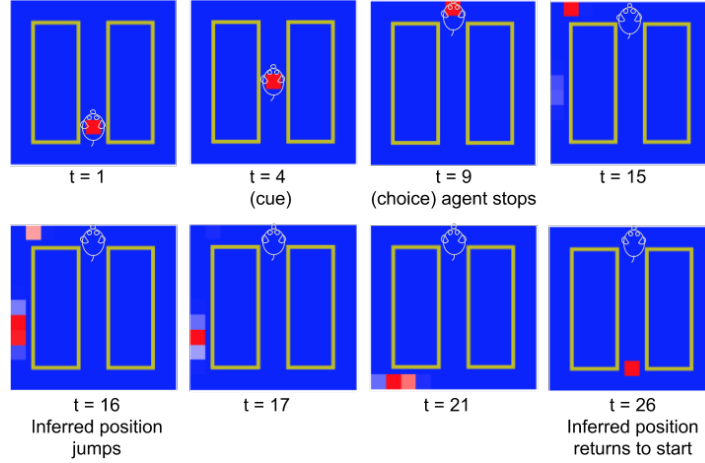 t = 1
t = 4
(cue)
t = 9
(choice) agent stops
t = 15
t = 16
Inferred position
jumps
t = 17
t = 21
t = 26
Inferred position
returns to start